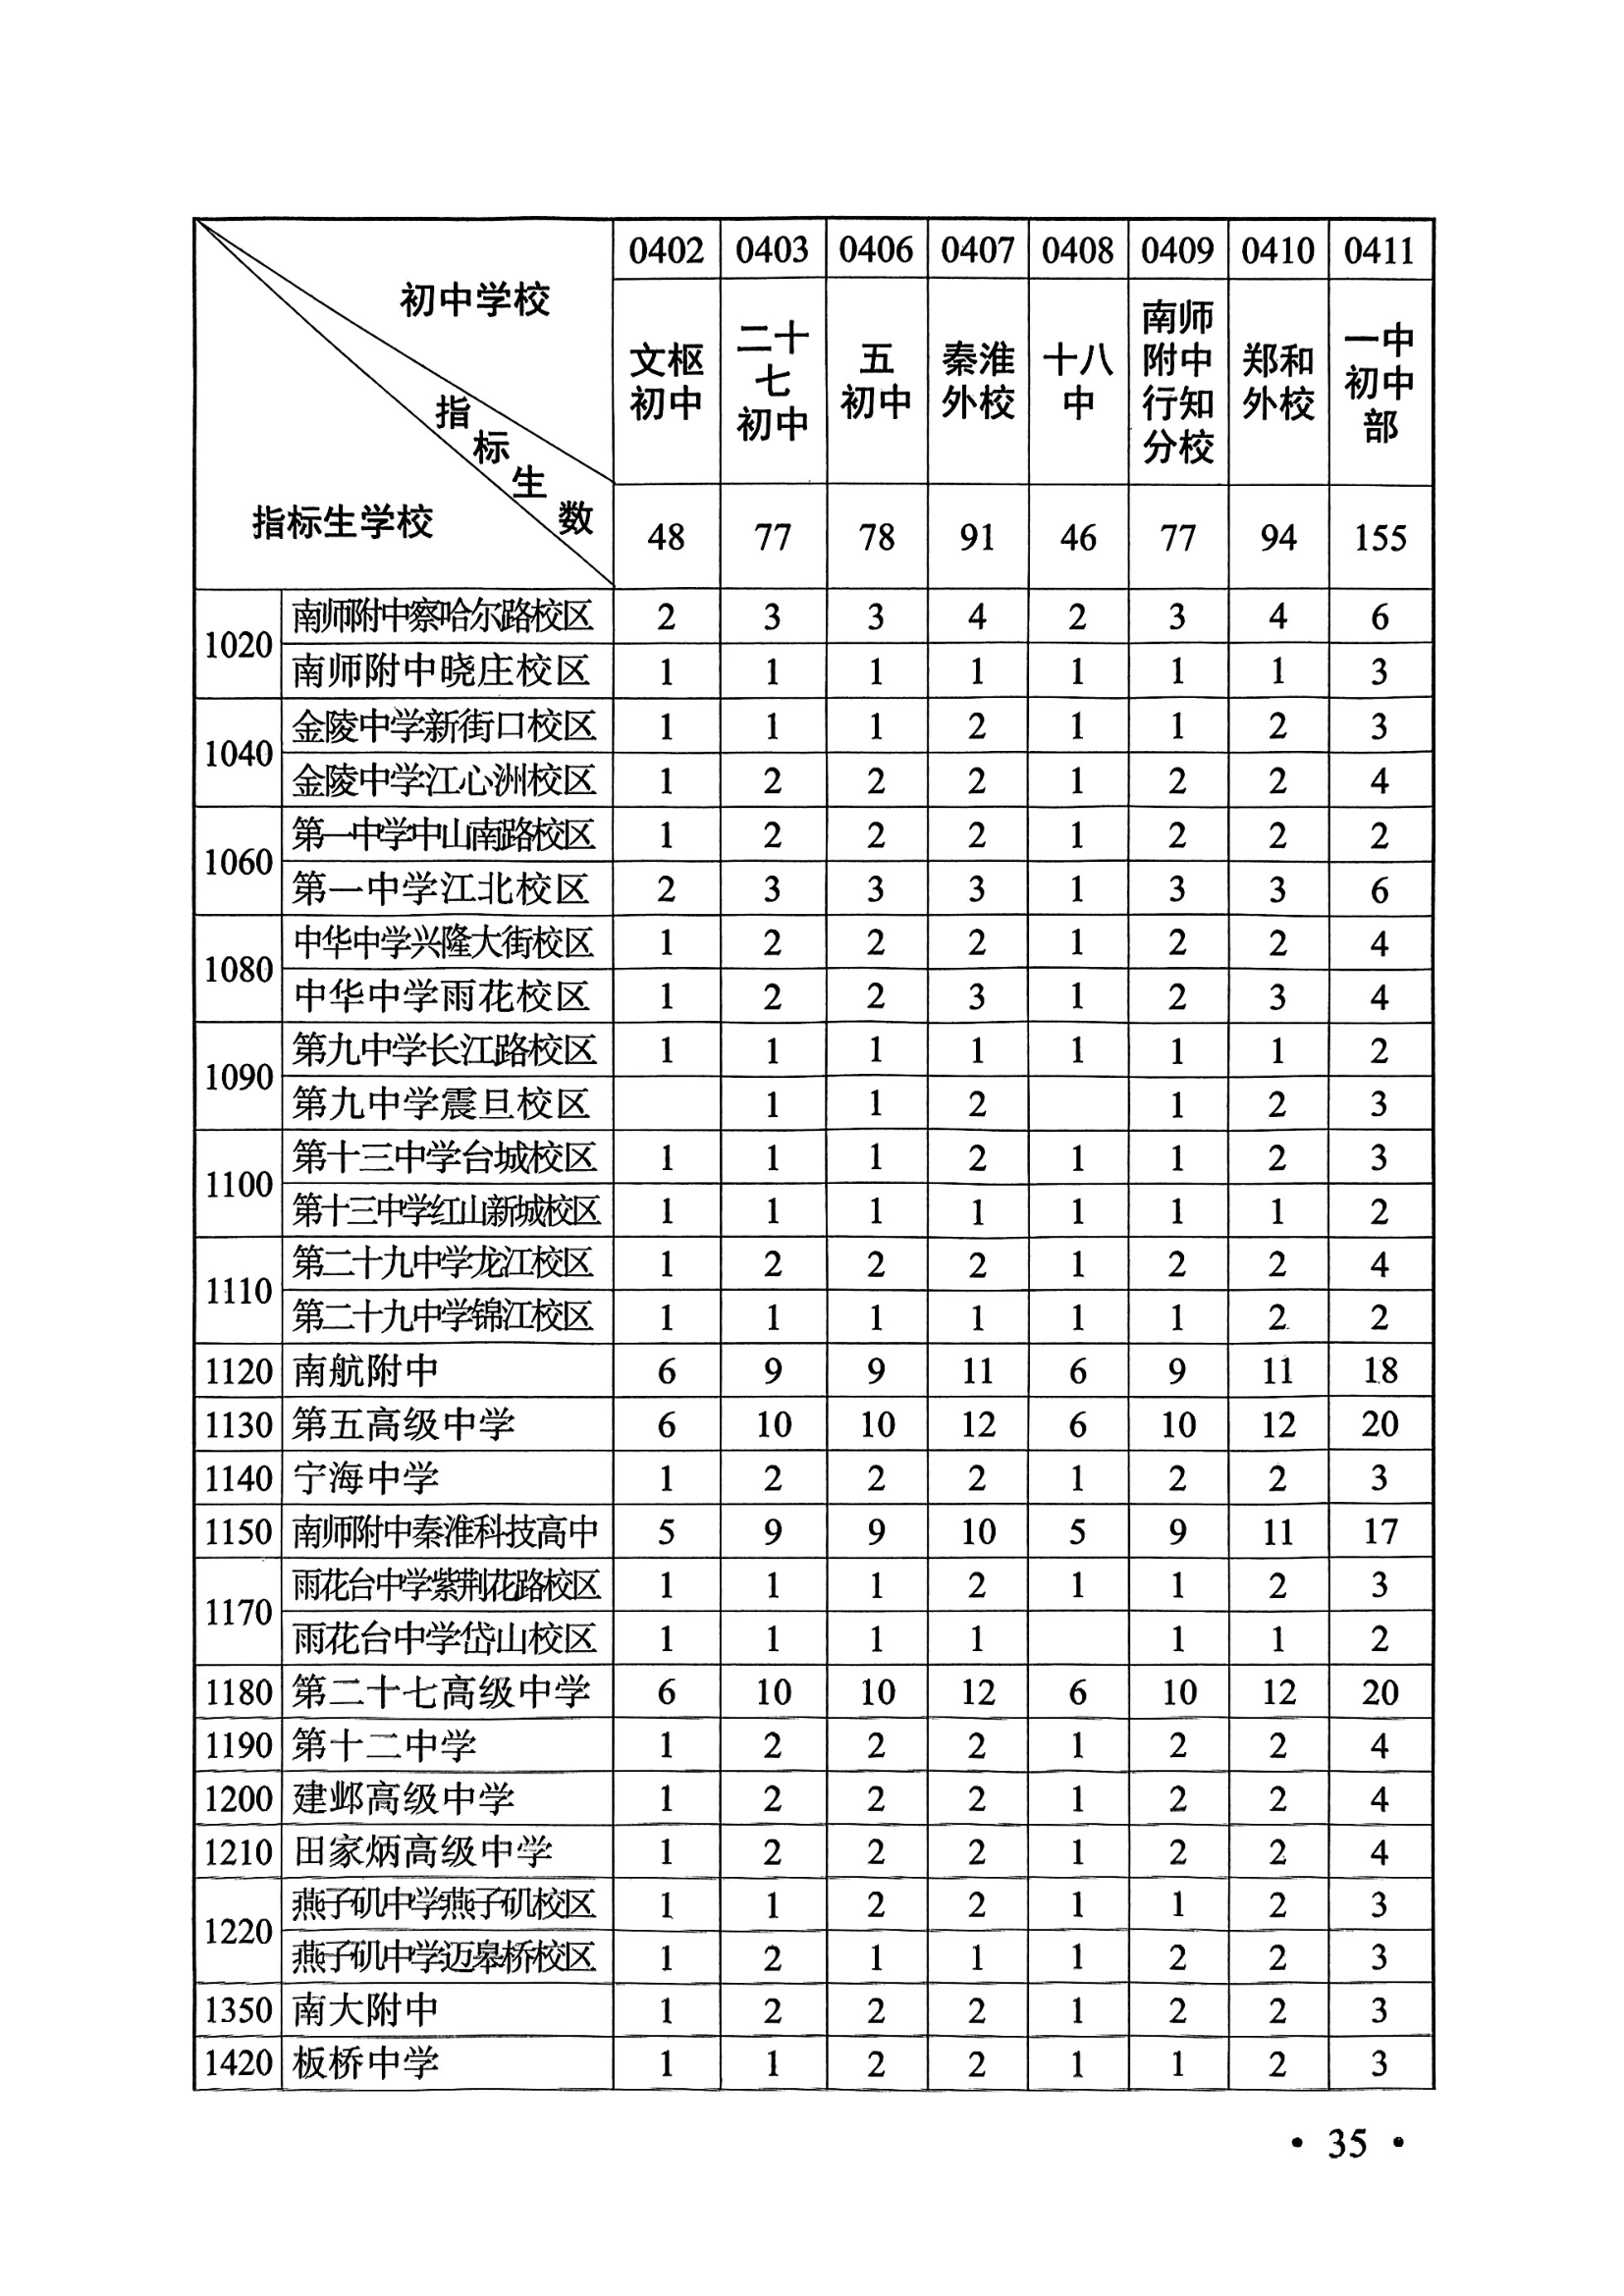 0402 0403 0406 0407 0408 0409 0410 0411
初中学校
指标生数
指标生学校
文枢初中 二十七初中 五初中 秦淮外校 十八中 南师附中行知分校 郑和外校 一中初中部
48 77 78 91 46 77 94 155
1020 南师附中察哈尔路校区 2 3 3 4 2 3 4 6
南师附中晓庄校区 1 1 1 1 1 1 1 3
1040 金陵中学新街口校区 1 1 1 2 1 1 2 3
金陵中学江心洲校区 1 2 2 2 1 2 2 4
1060 第一中学中山南路校区 1 2 2 2 1 2 2 2
第一中学江北校区 2 3 3 3 1 3 3 6
1080 中华中学兴隆大街校区 1 2 2 2 1 2 2 4
中华中学雨花校区 1 2 2 3 1 2 3 4
1090 第九中学长江路校区 1 1 1 1 1 1 1 2
第九中学震旦校区 1 1 2 1 2 3
1100 第十三中学台城校区 1 1 1 2 1 1 2 3
第十三中学红山新城校区 1 1 1 1 1 1 1 2
1110 第二十九中学龙江校区 1 2 2 2 1 2 2 4
第二十九中学锦江校区 1 1 1 1 1 1 2 2
1120 南航附中 6 9 9 11 6 9 11 18
1130 第五高级中学 6 10 10 12 6 10 12 20
1140 宁海中学 1 2 2 2 1 2 2 3
1150 南师附中秦淮科技高中 5 9 9 10 5 9 11 17
1170 雨花台中学紫荆花路校区 1 1 1 2 1 1 2 3
雨花台中学岱山校区 1 1 1 1 1 1 2
1180 第二十七高级中学 6 10 10 12 6 10 12 20
1190 第十二中学 1 2 2 2 1 2 2 4
1200 建邺高级中学 1 2 2 2 1 2 2 4
1210 田家炳高级中学 1 2 2 2 1 2 2 4
1220 燕子矶中学燕子矶校区 1 1 2 2 1 1 2 3
燕子矶中学迈皋桥校区 1 2 1 1 1 2 2 3
1350 南大附中 1 2 2 2 1 2 2 3
1420 板桥中学 1 1 2 2 1 1 2 3
• 35 •